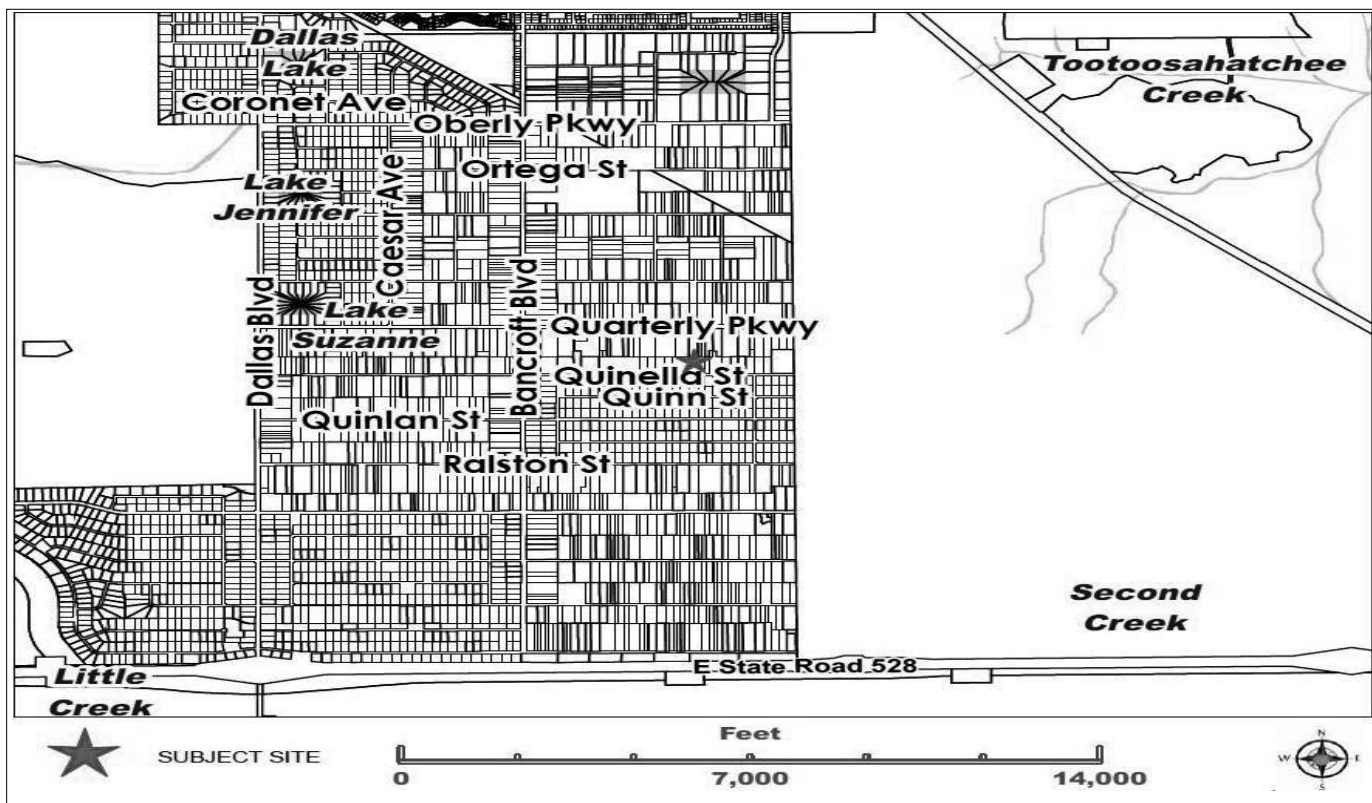 Dallas
Lake
Coronet Ave
Tootoosahatchee
Creek
Oberly Pkwy
Ortega St
Lake
Jennifer
Caesar Ave
Dallas Blvd
Bancroft Blvd
Lake
Suzanne
Quarterly Pkwy
Quinella St
Quinn St
Quinlan St
Ralston St
Second
Creek
E State Road 528
Little
Creek
SUBJECT SITE
Feet
0 7,000 14,000
N
W E
S